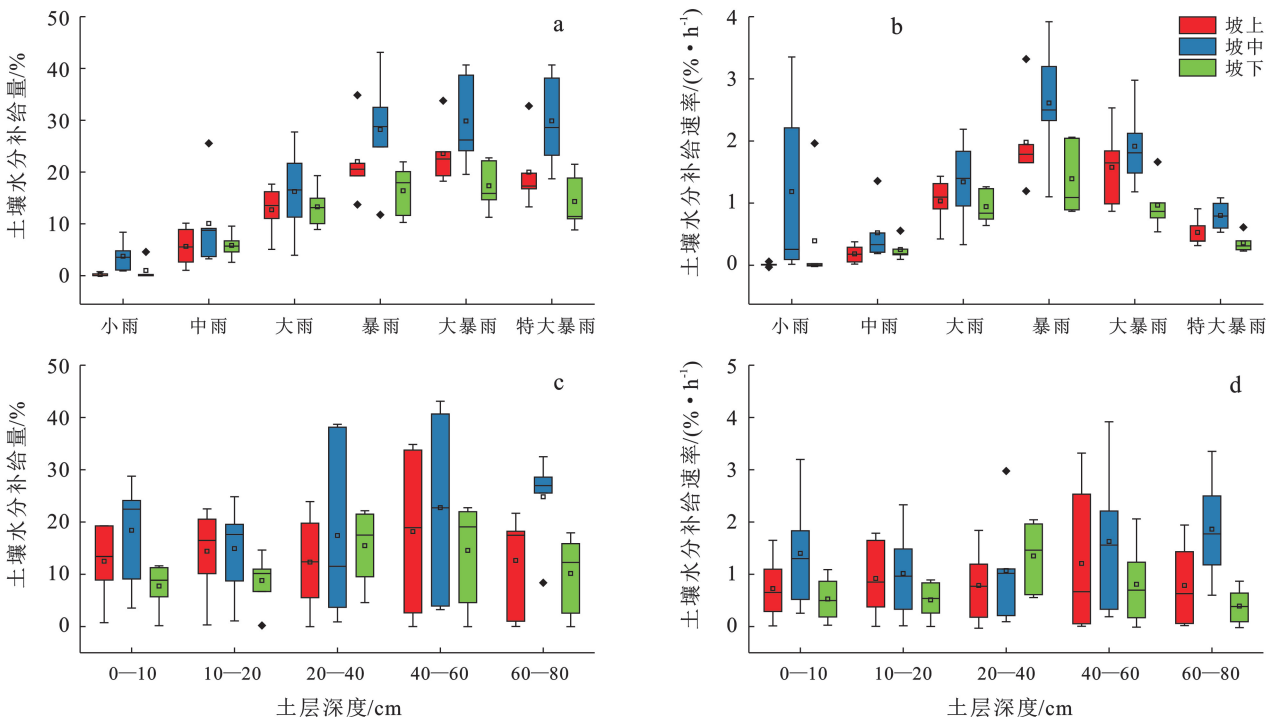 a
土壤水分补给量/%
50
40
30
20
10
0
小雨 中雨 大雨 暴雨 大暴雨 特大暴雨
b
坡上
坡中
坡下
土壤水分补给速率/(%·h⁻¹)
4
3
2
1
0
小雨 中雨 大雨 暴雨 大暴雨 特大暴雨
c
土壤水分补给量/%
50
40
30
20
10
0
0—10 10—20 20—40 40—60 60—80
土层深度/cm
d
土壤水分补给速率/(%·h⁻¹)
5
4
3
2
1
0
0—10 10—20 20—40 40—60 60—80
土层深度/cm